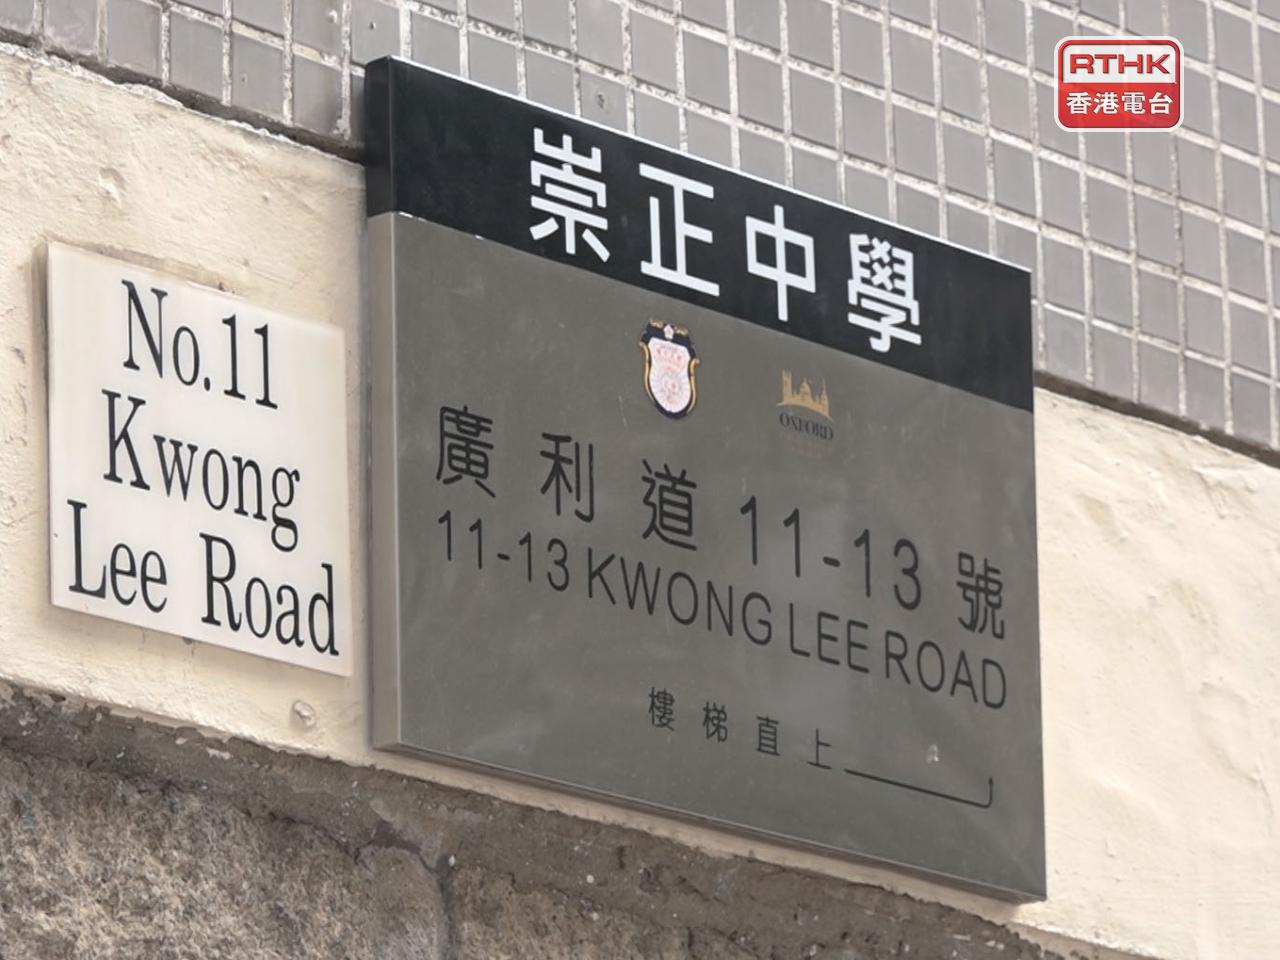 RTHK
香港電台
崇正中學
OXFORD
廣利道 11-13 號
11-13 KWONG LEE ROAD
樓梯直上
No.11
Kwong
Lee Road